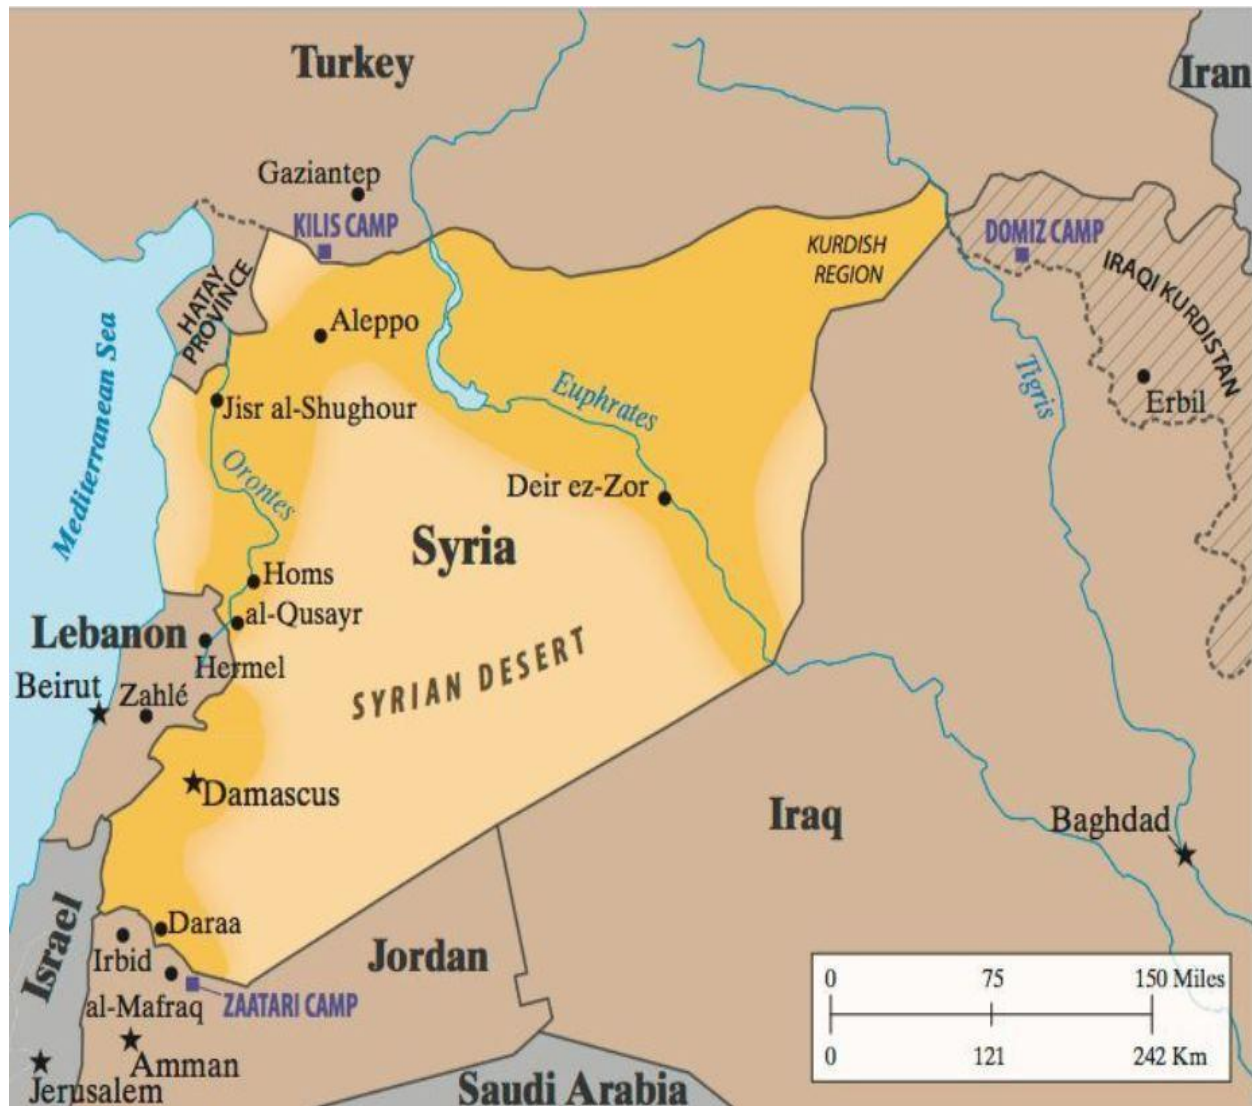 Turkey
Iran
Gaziantep
KILIS CAMP
KURDISH
REGION
DOMIZ CAMP
IRAQI KURDISTAN
HATAY
PROVINCE
Aleppo
Mediterranean Sea
Euphrates
Tigris
Erbil
Jisr al-Shughour
Orontes
Deir ez-Zor
Syria
Homs
al-Qusayr
Lebanon
Hermel
SYRIAN DESERT
Beirut
Zahlé
Damascus
Iraq
Baghdad
Israel
Daraa
Irbid
Jordan
al-Mafraq
ZAATARI CAMP
Amman
Jerusalem
Saudi Arabia
0 75 150 Miles
0 121 242 Km